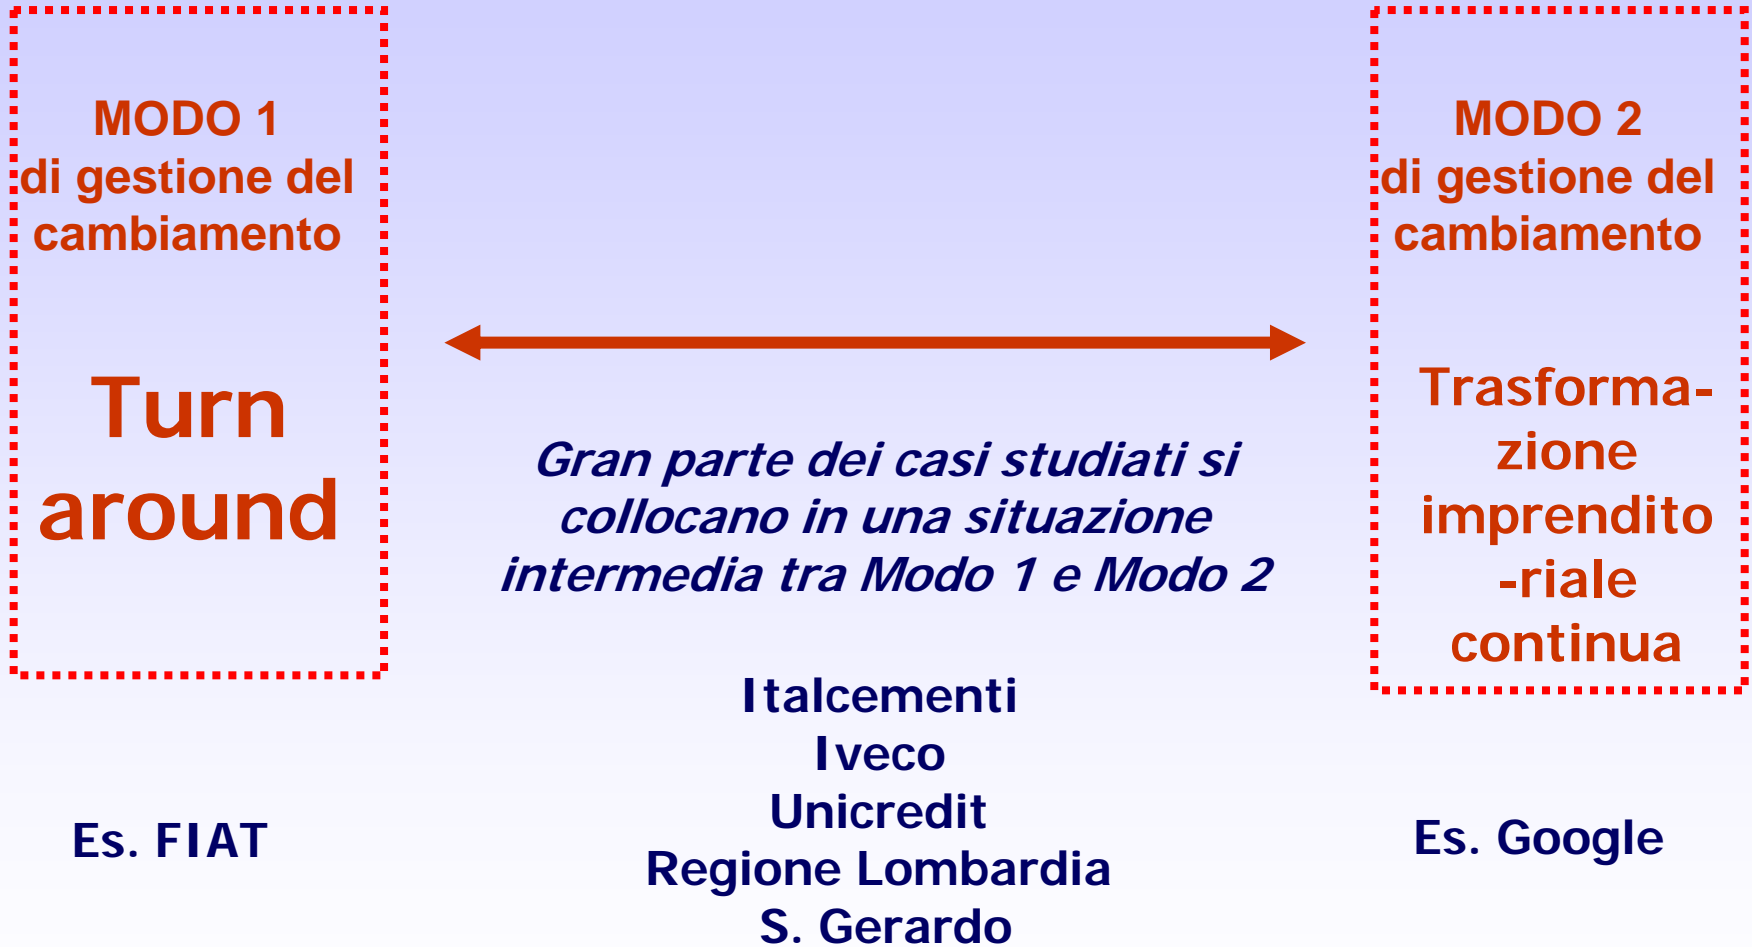 MODO 1
di gestione del
cambiamento
Turn
around
Es. FIAT
Gran parte dei casi studiati si
collocano in una situazione
intermedia tra Modo 1 e Modo 2
Italcementi
Iveco
Unicredit
Regione Lombardia
S. Gerardo
MODO 2
di gestione del
cambiamento
Trasforma-
zione
imprendito
-riale
continua
Es. Google